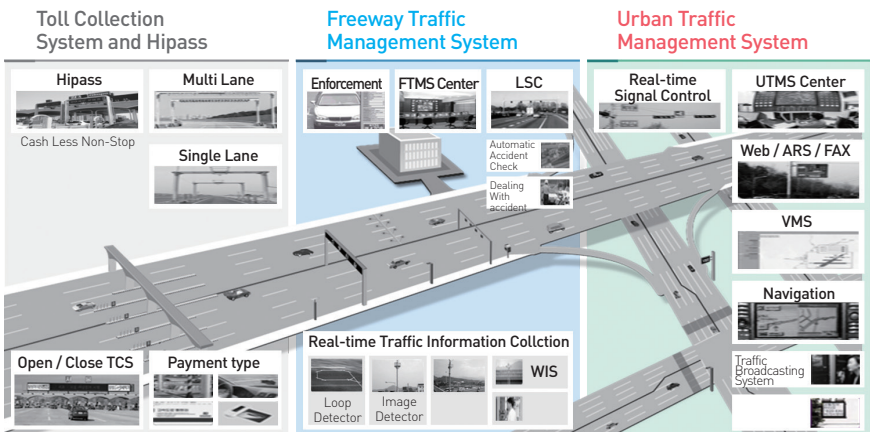 Toll Collection
System and Hipass
Freeway Traffic
Management System
Urban Traffic
Management System
Hipass
Cash Less Non-Stop
Multi Lane
Single Lane
Enforcement
FTMS Center
LSC
Automatic
Accident
Check
Dealing
With
accident
Real-time
Signal Control
UTMS Center
Web / ARS / FAX
VMS
Navigation
Traffic
Broadcasting
System
Open / Close TCS
Payment type
Real-time Traffic Information Collction
Loop
Detector
Image
Detector
WIS